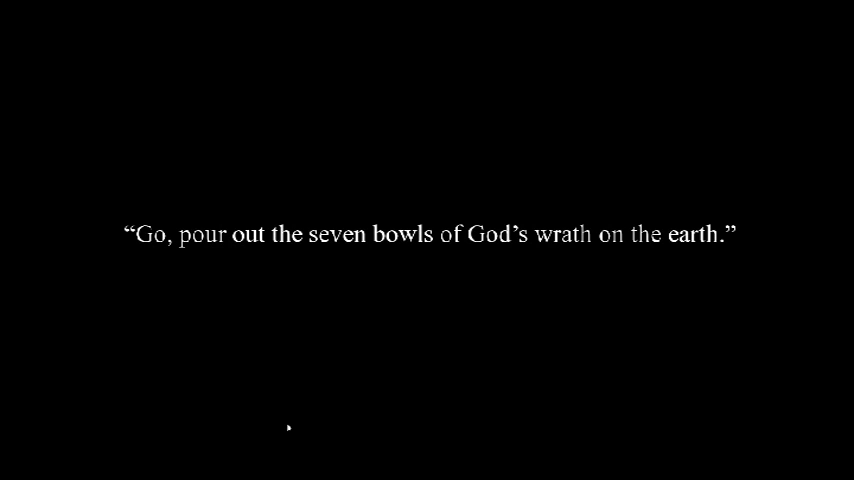 “Go, pour out the seven bowls of God’s wrath on the earth.”